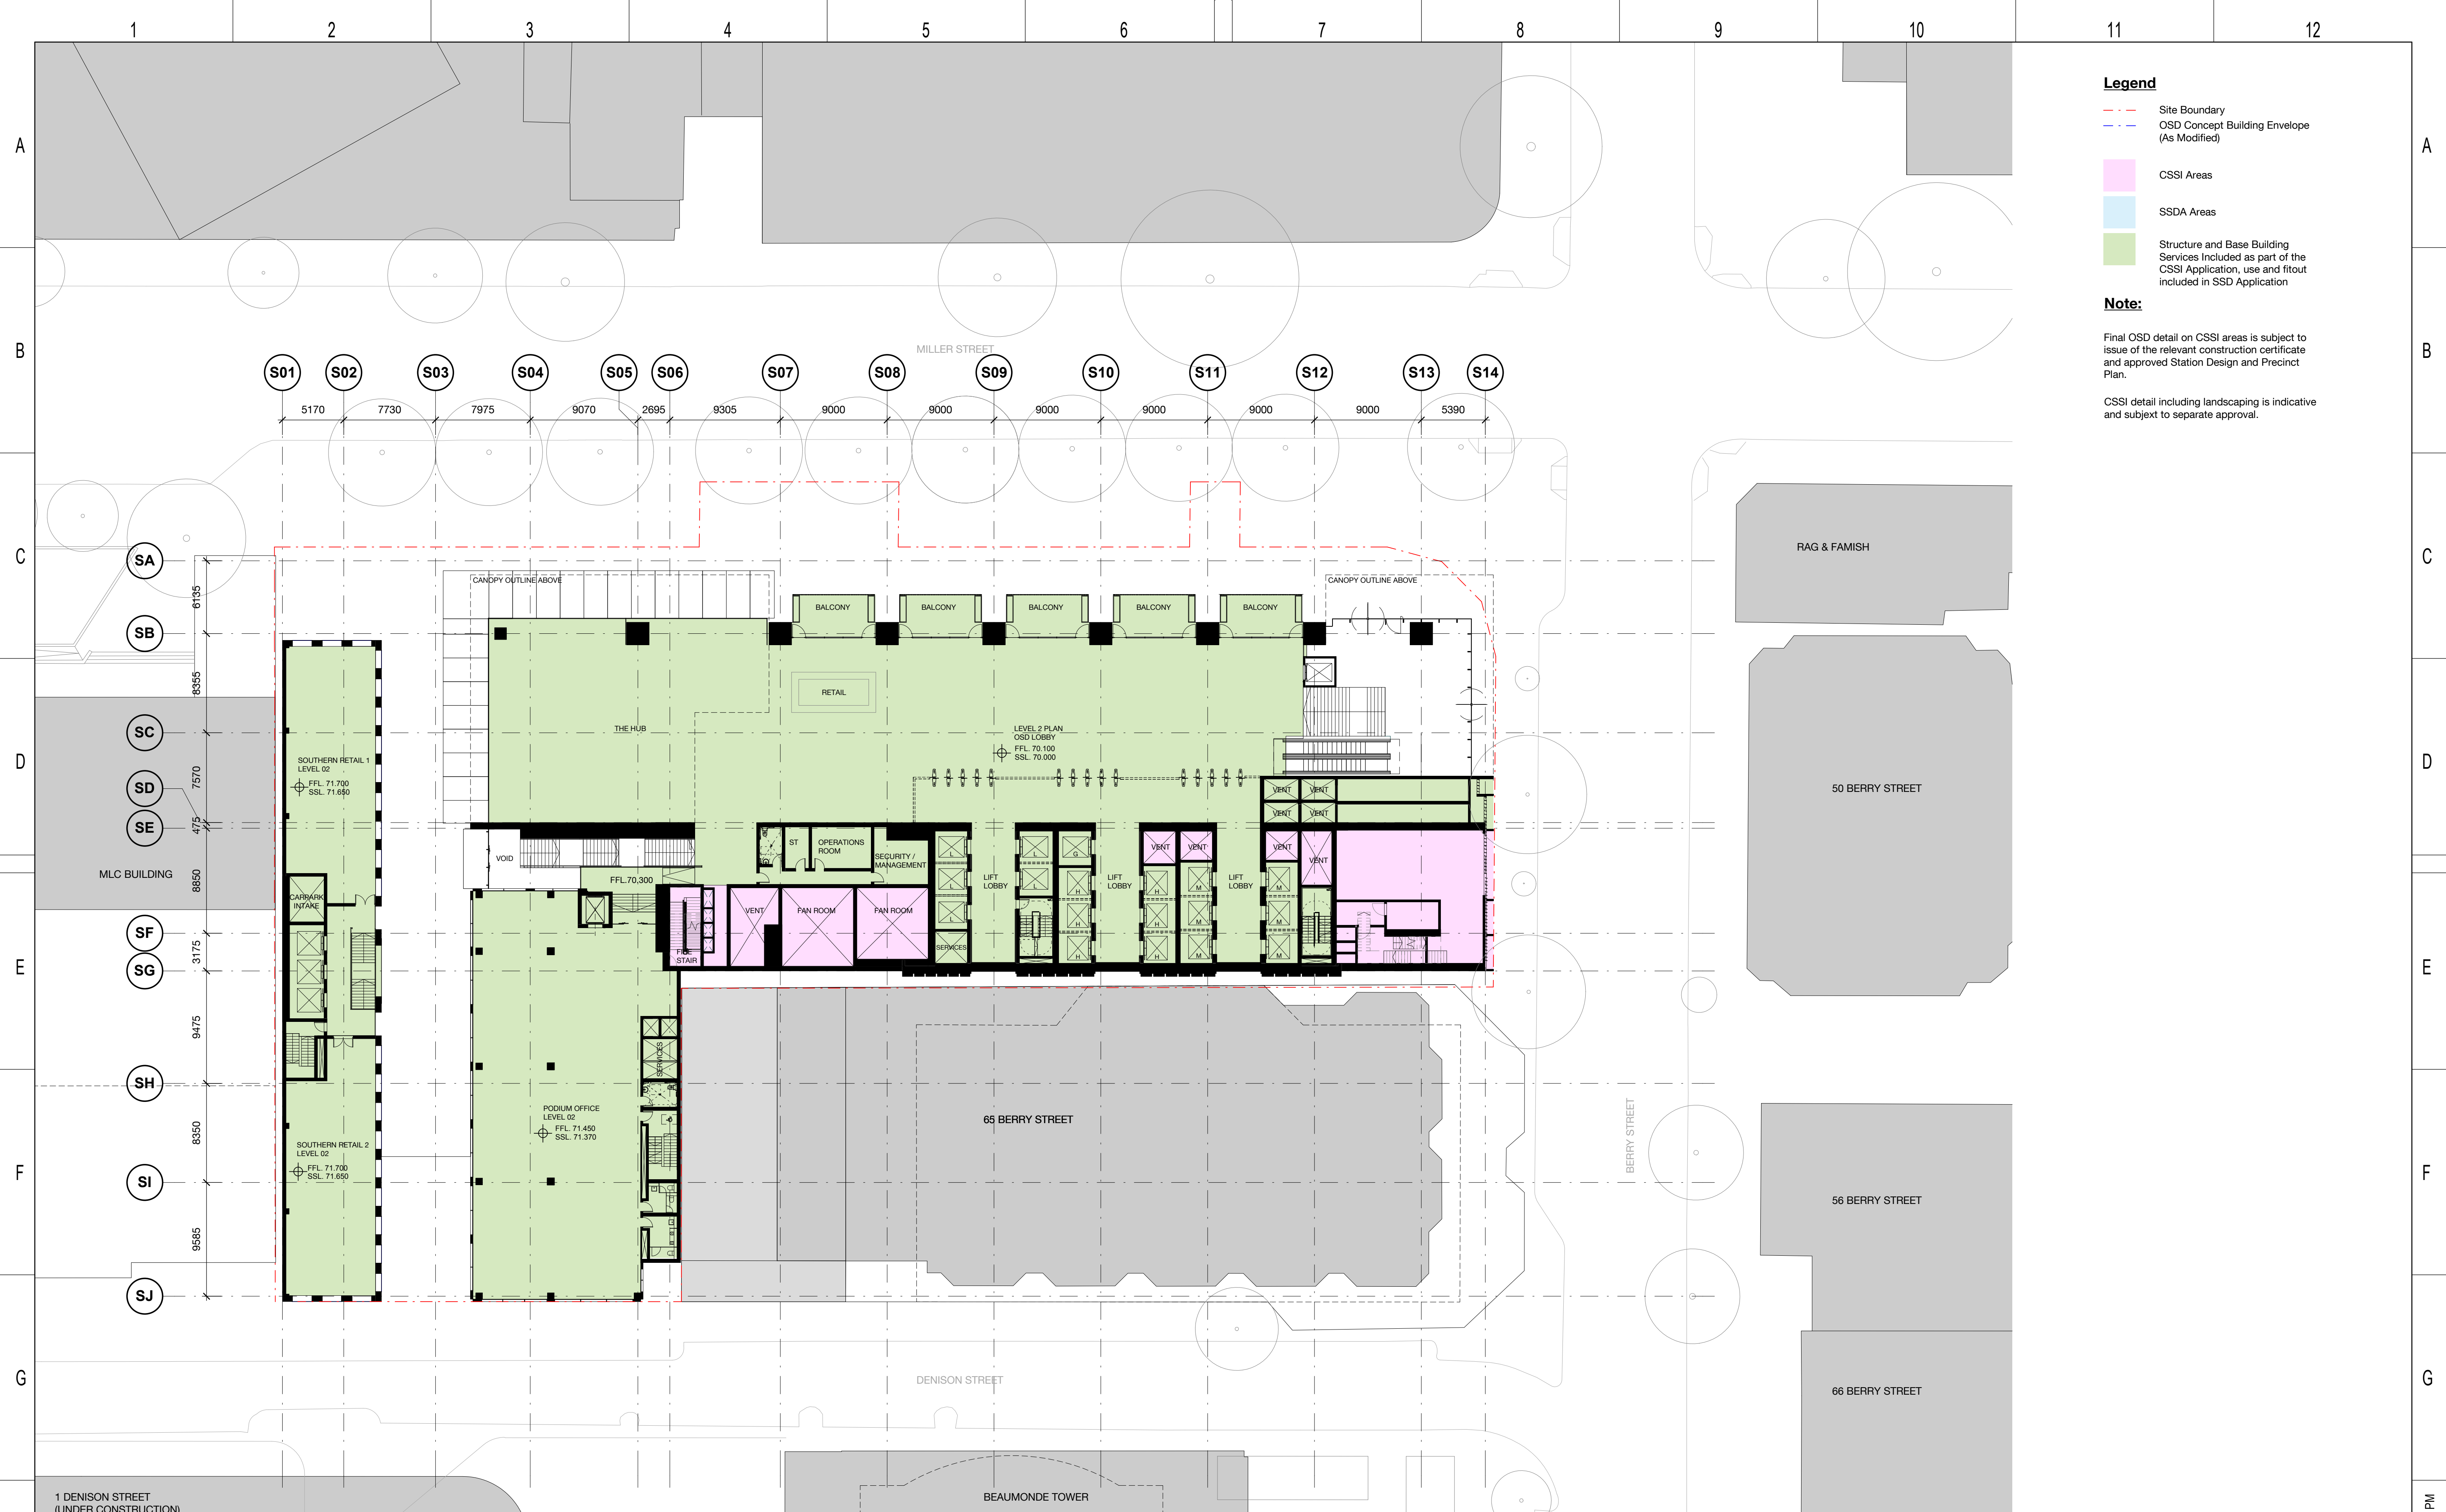 1 2 3 4 5 6 7 8 9 10 11 12
A
B
C
D
E
F
G
A
B
C
D
E
F
G
PM
Legend
Site Boundary
OSD Concept Building Envelope
(As Modified)
CSSI Areas
SSDA Areas
Structure and Base Building
Services Included as part of the
CSSI Application, use and fitout
included in SSD Application
Note:
Final OSD detail on CSSI areas is subject to
issue of the relevant construction certificate
and approved Station Design and Precinct
Plan.
CSSI detail including landscaping is indicative
and subjext to separate approval.
MILLER STREET
S01 S02 S03 S04 S05 S06 S07 S08 S09 S10 S11 S12 S13 S14
5170 7730 7975 9070 2695 9305 9000 9000 9000 9000 9000 9000 5390
SA
SB
SC
SD
SE
SF
SG
SH
SI
SJ
6135
8355
7570
475
8850
3175
9475
8350
9585
CANOPY OUTLINE ABOVE
CANOPY OUTLINE ABOVE
BALCONY BALCONY BALCONY BALCONY BALCONY
RETAIL
THE HUB
LEVEL 2 PLAN
OSD LOBBY
FFL. 70.100
SSL. 70.000
SOUTHERN RETAIL 1
LEVEL 02
FFL. 71.700
SSL. 71.650
VENT VENT
VENT VENT
VOID
ST
OPERATIONS
ROOM
SECURITY /
MANAGEMENT
FFL.70,300
L
L
L
L
G
H
H
H
H
H
H
M
M
M
M
M
M
LIFT
LOBBY
LIFT
LOBBY
LIFT
LOBBY
VENT VENT VENT VENT
VENT
FAN ROOM
FAN ROOM
SERVICES
FIRE
STAIR
CARPARK
INTAKE
MLC BUILDING
SERVICES
PODIUM OFFICE
LEVEL 02
FFL. 71.450
SSL. 71.370
SOUTHERN RETAIL 2
LEVEL 02
FFL. 71.700
SSL. 71.650
65 BERRY STREET
RAG & FAMISH
50 BERRY STREET
56 BERRY STREET
66 BERRY STREET
BERRY STREET
DENISON STREET
1 DENISON STREET
(UNDER CONSTRUCTION)
BEAUMONDE TOWER